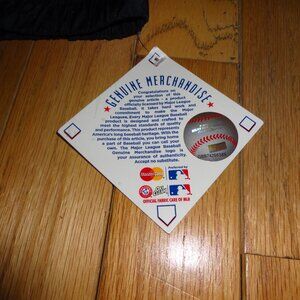 GENUINE MERCHANDISE
Congratulations on
your selection of this
genuine article - a product
officially licensed by Major League
Baseball. It takes hard work and
commitment to make the Major
Leagues. Every Major League Baseball
product is designed and crafted to
meet the highest standards of quality
and performance. This product represents
America's long baseball heritage. With the
purchase of this article you bring home
a part of Baseball you can call your
own. The Major League Baseball
Genuine Merchandise logo is
your assurance of authenticity.
Accept no substitute.
MasterCard
Preferred by
OFFICIAL FABRIC CARE OF MLB